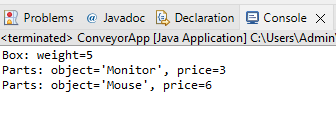 Problems @ Javadoc Declaration Console
<terminated> ConveyorApp [Java Application] C:\Users\Admin
Box: weight=5
Parts: object='Monitor', price=3
Parts: object='Mouse', price=6